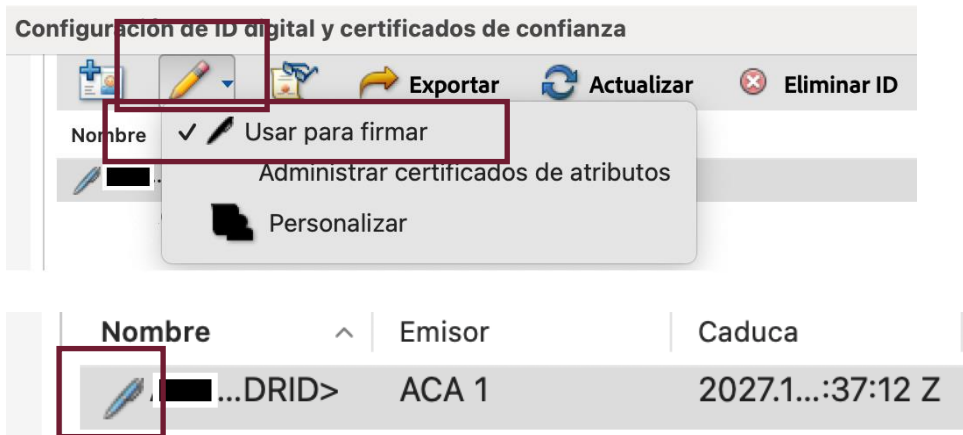 Configuración de ID digital y certificados de confianza
Exportar Actualizar Eliminar ID
Nombre
Usar para firmar
Administrar certificados de atributos
Personalizar
Nombre Emisor Caduca
...DRID> ACA 1 2027.1...:37:12 Z